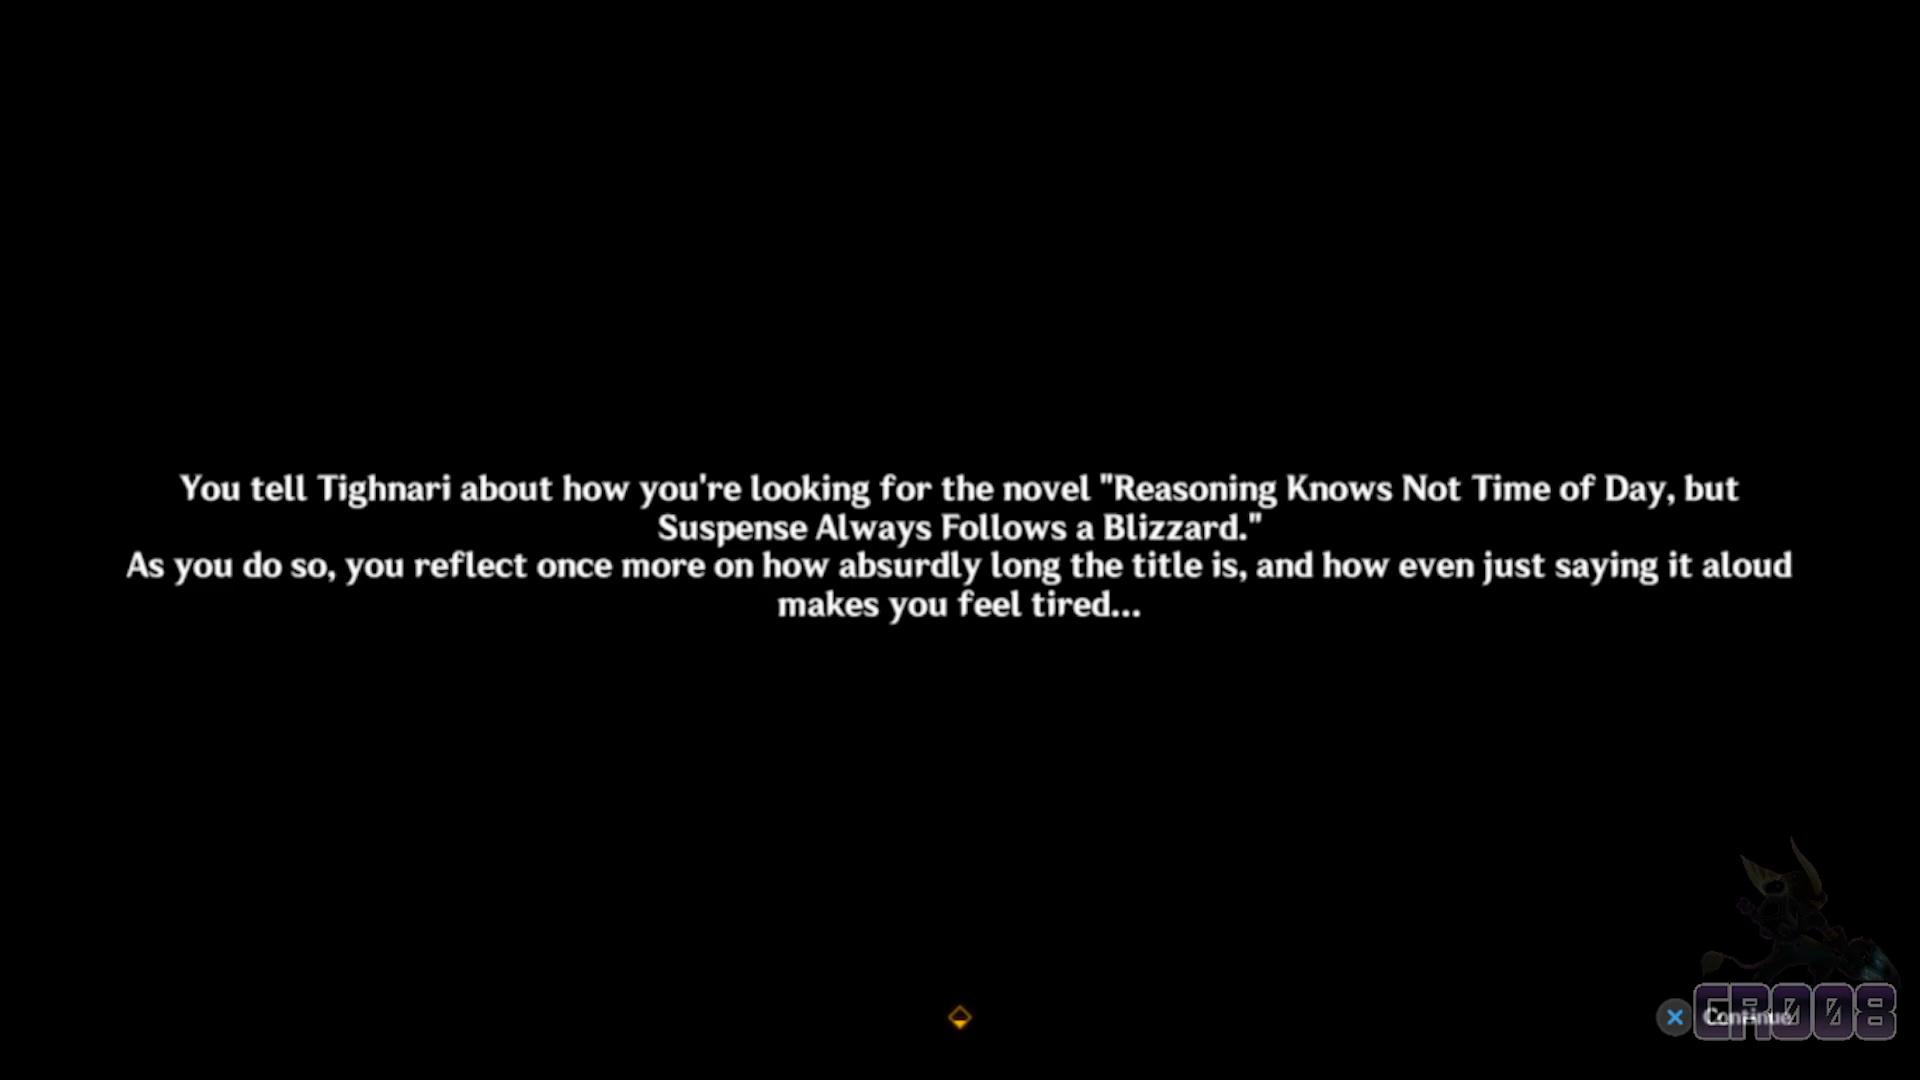 You tell Tighnari about how you're looking for the novel "Reasoning Knows Not Time of Day, but
Suspense Always Follows a Blizzard."
As you do so, you reflect once more on how absurdly long the title is, and how even just saying it aloud
makes you feel tired...
Continue
GR008